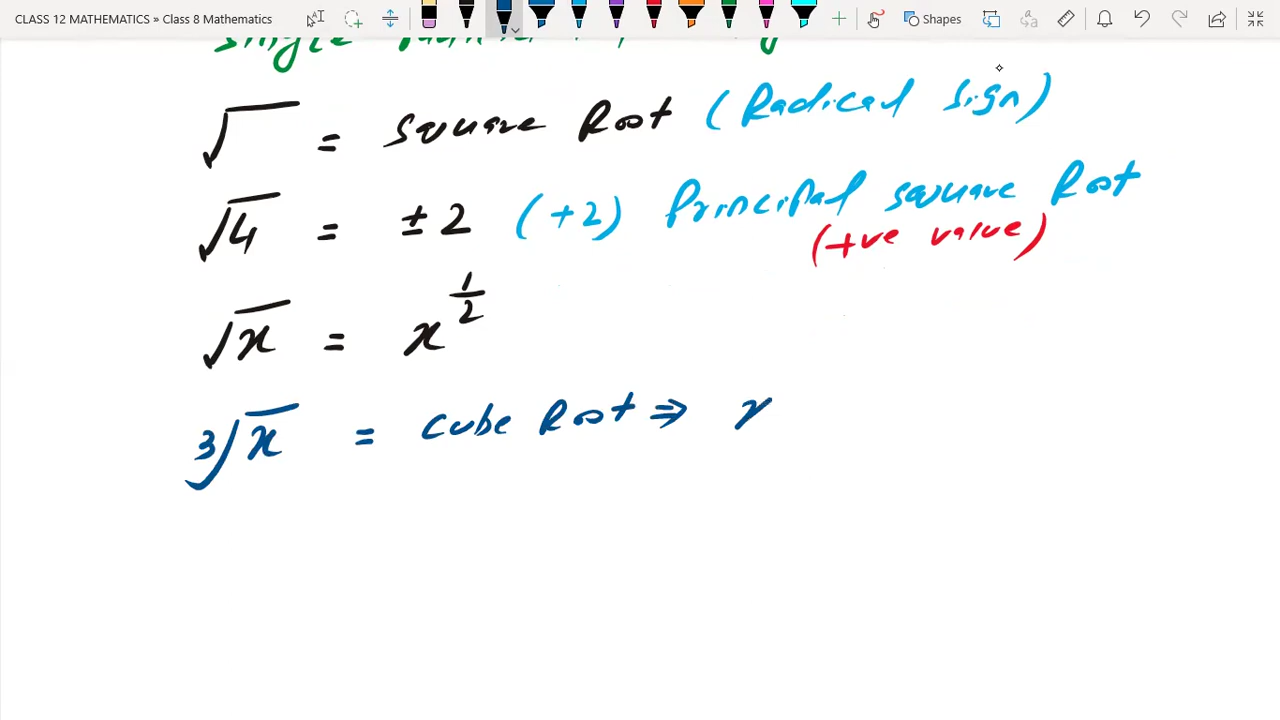 CLASS 12 MATHEMATICS » Class 8 Mathematics Shapes
single
√ = square Root (Radical sign)
√4 = ±2 (+2) Principal square Root
(+ve value)
√x = x^{1/2}
3√x = cube Root ⇒ x